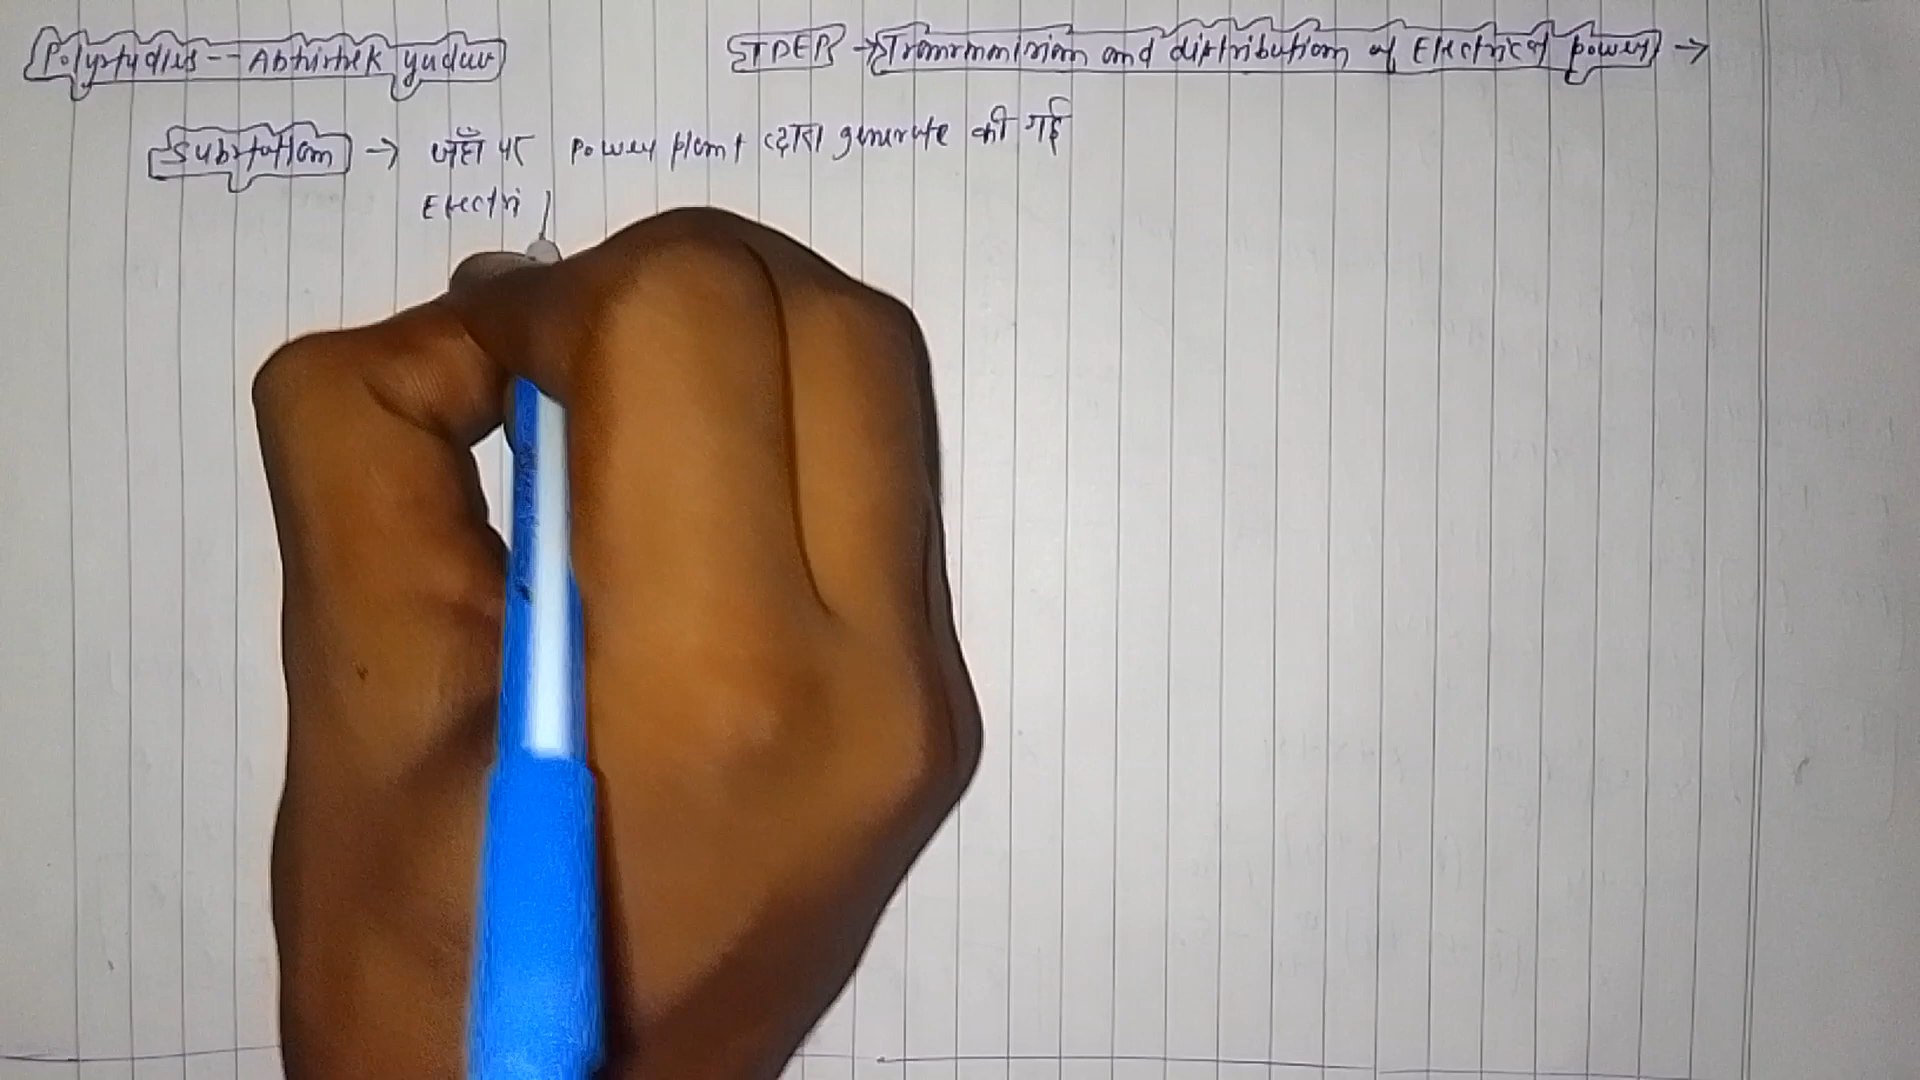 Polystudies -- Abhishek yadav
TDEP → Transmission and distribution of Electrical power →
Substation → जहाँ पर power plant द्वारा generate की गई
Electri